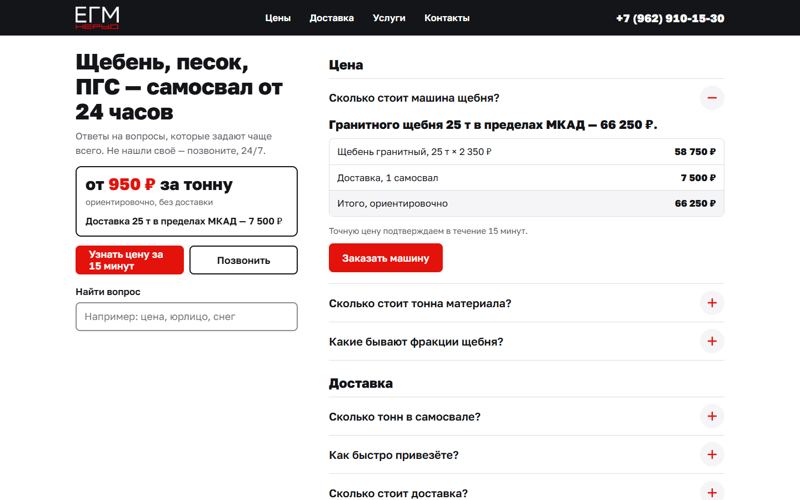 ЕГМ
НЕРУД
Цены
Доставка
Услуги
Контакты
+7 (962) 910-15-30
Щебень, песок,
ПГС — самосвал от
24 часов
Ответы на вопросы, которые задают чаще
всего. Не нашли своё — позвоните, 24/7.
от 950 ₽ за тонну
ориентировочно, без доставки
Доставка 25 т в пределах МКАД — 7 500 ₽
Узнать цену за
15 минут
Позвонить
Найти вопрос
Например: цена, юрлицо, снег
Цена
Сколько стоит машина щебня?
Гранитного щебня 25 т в пределах МКАД — 66 250 ₽.
Щебень гранитный, 25 т × 2 350 ₽ 58 750 ₽
Доставка, 1 самосвал 7 500 ₽
Итого, ориентировочно 66 250 ₽
Точную цену подтверждаем в течение 15 минут.
Заказать машину
Сколько стоит тонна материала?
Какие бывают фракции щебня?
Доставка
Сколько тонн в самосвале?
Как быстро привезёте?
Сколько стоит доставка?